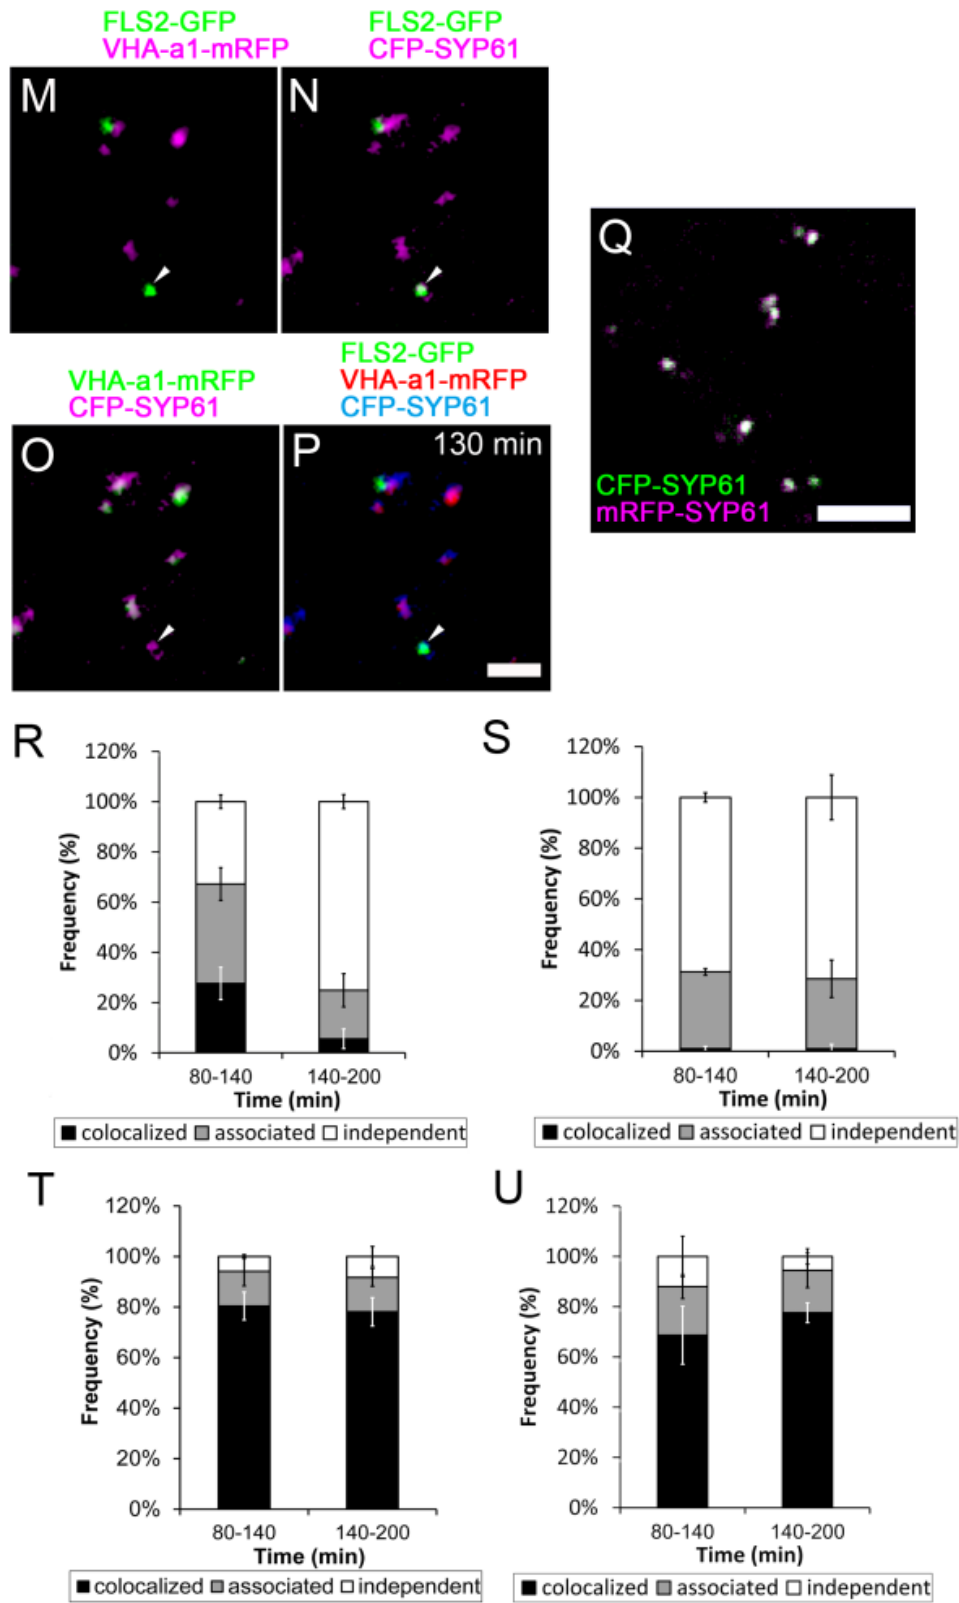 FLS2-GFP
VHA-a1-mRFP
FLS2-GFP
CFP-SYP61
M
N
Q
CFP-SYP61
mRFP-SYP61
VHA-a1-mRFP
CFP-SYP61
FLS2-GFP
VHA-a1-mRFP
CFP-SYP61
O
P
130 min
R
120%
100%
80%
60%
40%
20%
0%
Frequency (%)
80-140 140-200
Time (min)
colocalized associated independent
S
120%
100%
80%
60%
40%
20%
0%
Frequency (%)
80-140 140-200
Time (min)
colocalized associated independent
T
120%
100%
80%
60%
40%
20%
0%
Frequency (%)
80-140 140-200
Time (min)
colocalized associated independent
U
120%
100%
80%
60%
40%
20%
0%
Frequency (%)
80-140 140-200
Time (min)
colocalized associated independent